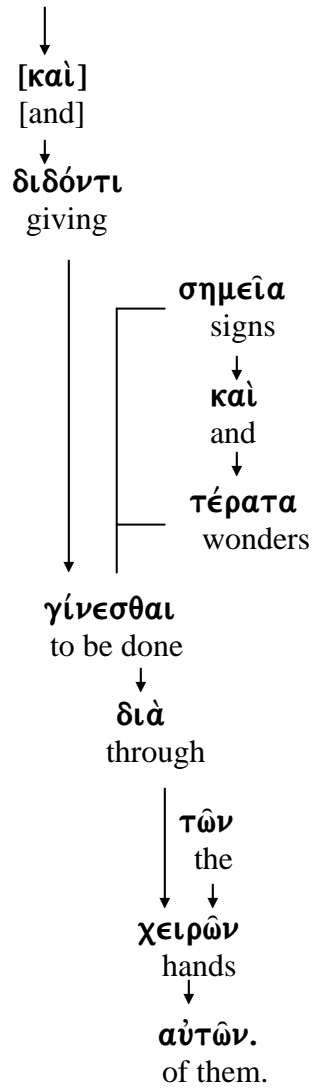 [καὶ]
[and]
διδόντι
giving
σημεῖα
signs
καὶ
and
τέρατα
wonders
γίνεσθαι
to be done
διὰ
through
τῶν
the
χειρῶν
hands
αὐτῶν.
of them.